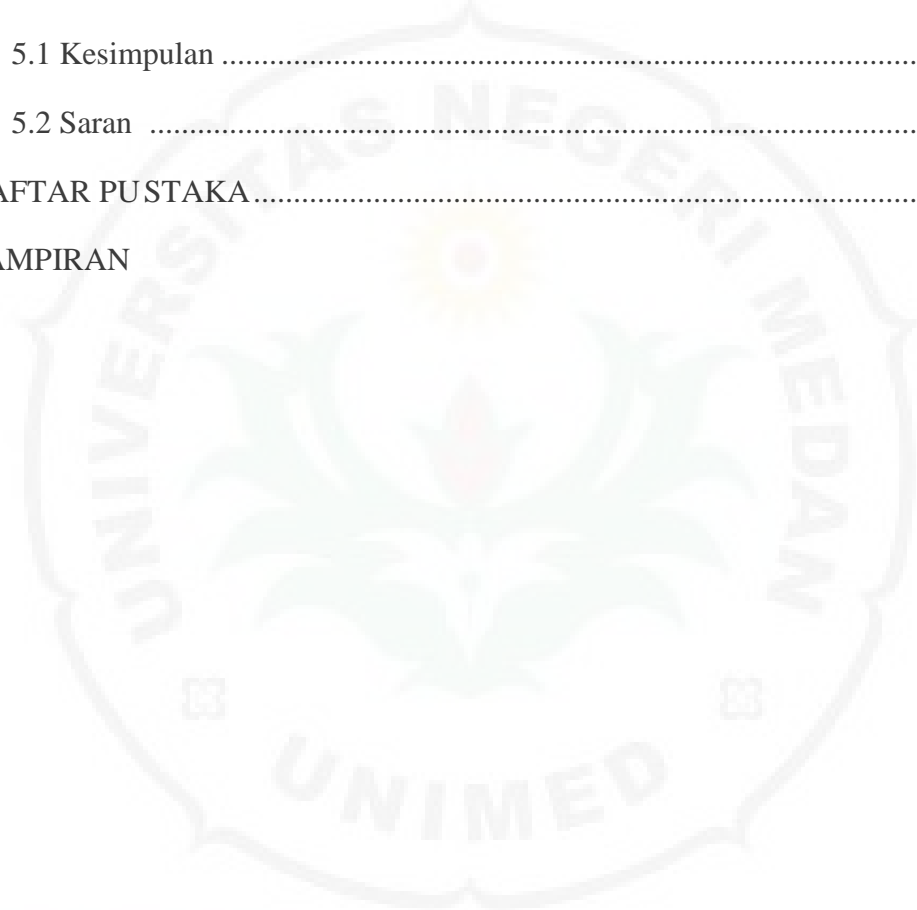 5.1 Kesimpulan ........................................................................
5.2 Saran ................................................................................
AFTAR PUSTAKA.....................................................................
AMPIRAN
UNIVERSITAS NEGERI MEDAN
UNIMED